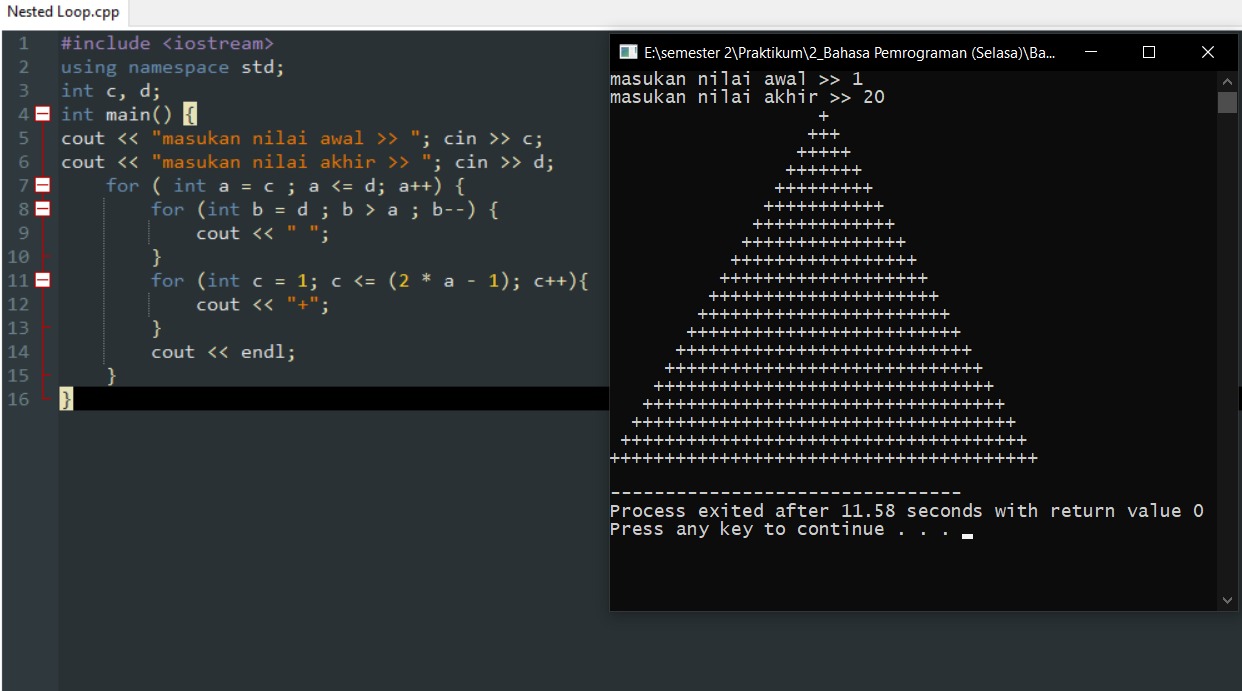 Nested Loop.cpp
1 #include <iostream>
2 using namespace std;
3 int c, d;
4 int main() {
5 cout << "masukan nilai awal >> "; cin >> c;
6 cout << "masukan nilai akhir >> "; cin >> d;
7     for ( int a = c ; a <= d; a++) {
8         for (int b = d ; b > a ; b--) {
9             cout << " ";
10         }
11         for (int c = 1; c <= (2 * a - 1); c++){
12             cout << "+";
13         }
14         cout << endl;
15     }
16 }
E:\semester 2\Praktikum\2_Bahasa Pemrograman (Selasa)\Ba...
masukan nilai awal >> 1
masukan nilai akhir >> 20
                   +
                  +++
                 +++++
                +++++++
               +++++++++
              +++++++++++
             +++++++++++++
            +++++++++++++++
           +++++++++++++++++
          +++++++++++++++++++
         +++++++++++++++++++++
        +++++++++++++++++++++++
       +++++++++++++++++++++++++
      +++++++++++++++++++++++++++
     +++++++++++++++++++++++++++++
    +++++++++++++++++++++++++++++++
   +++++++++++++++++++++++++++++++++
  +++++++++++++++++++++++++++++++++++
 +++++++++++++++++++++++++++++++++++++
+++++++++++++++++++++++++++++++++++++++
--------------------------------
Process exited after 11.58 seconds with return value 0
Press any key to continue . . .